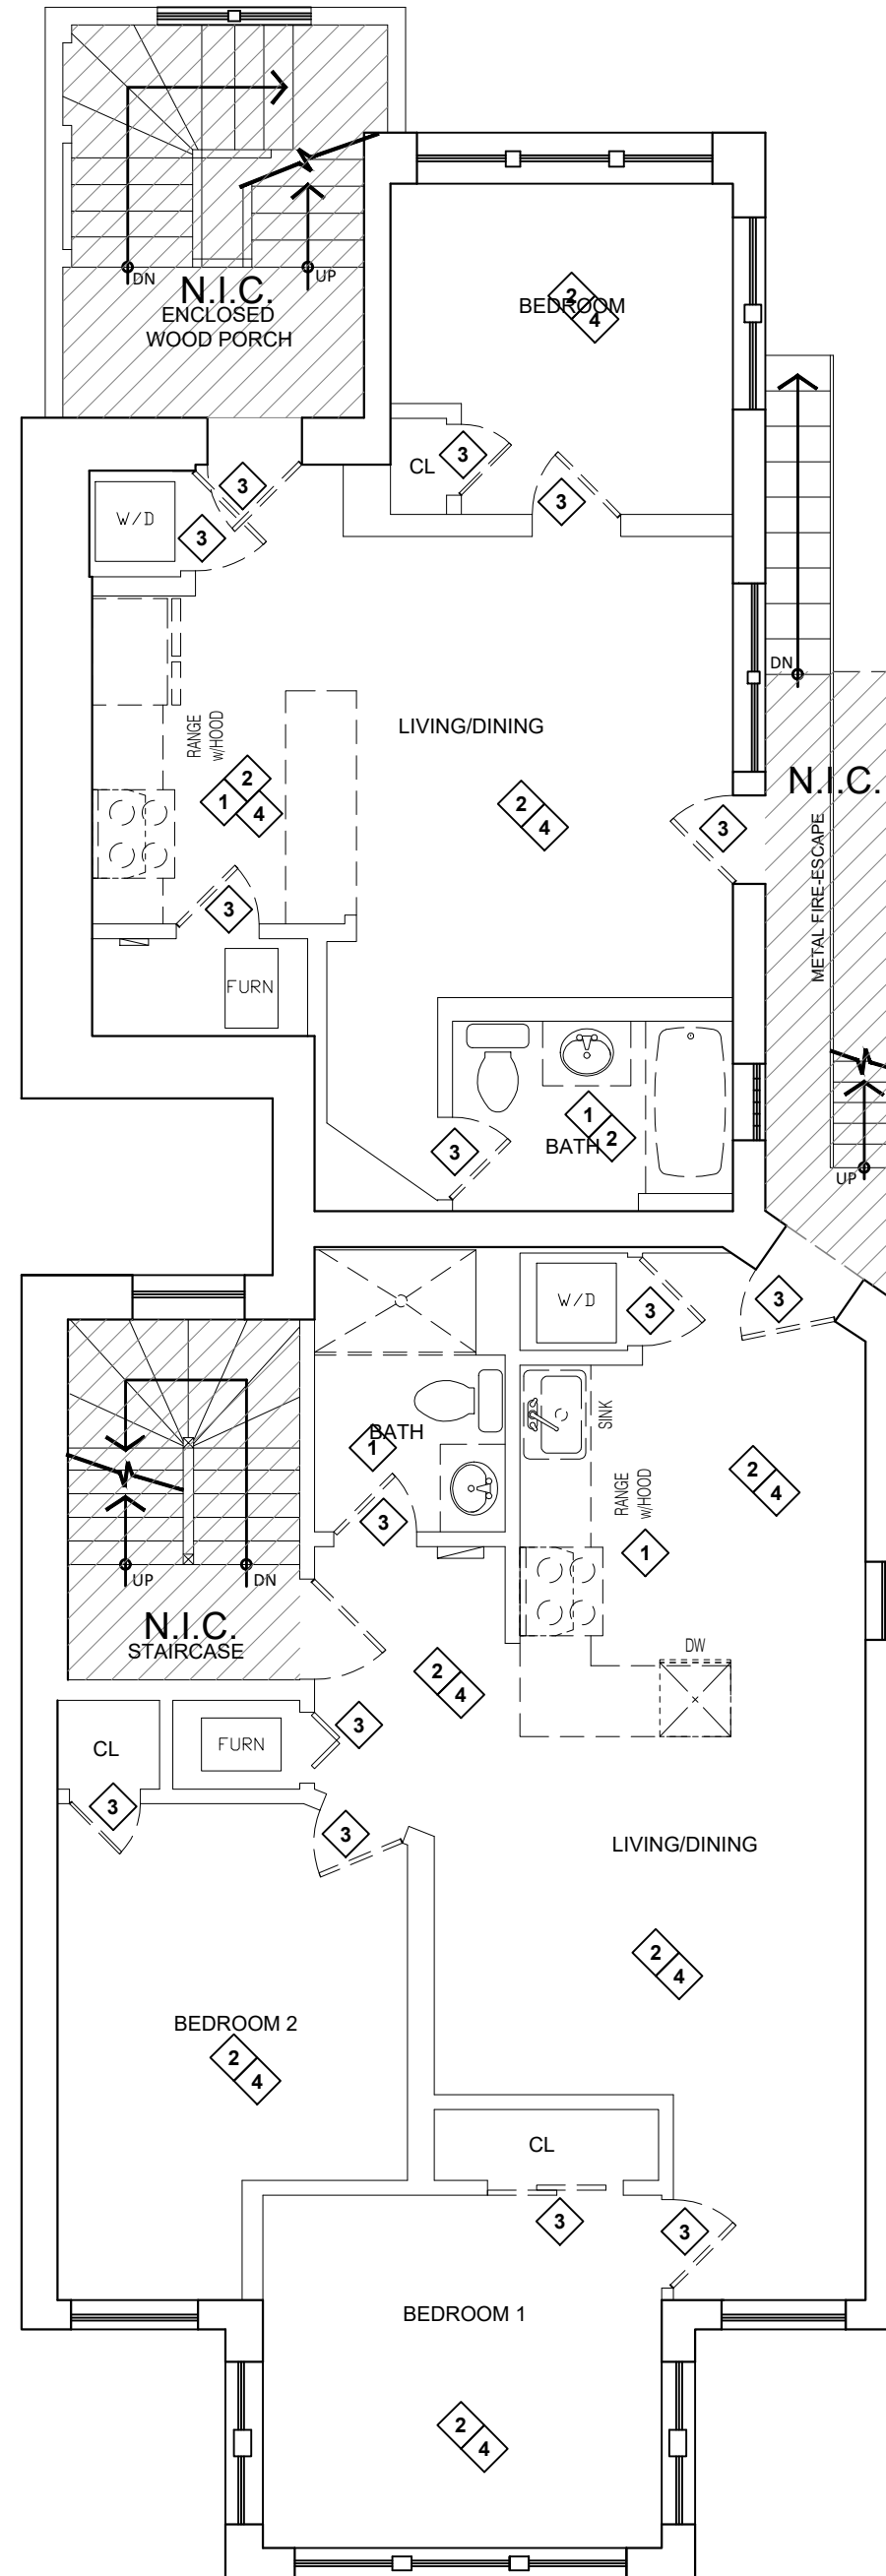 DN
UP
N.I.C.
ENCLOSED
WOOD PORCH
2
BEDROOM
4
CL
3
3
3
W/D
3
DN
RANGE
w/HOOD
LIVING/DINING
N.I.C.
2
1
4
2
4
3
METAL FIRE-ESCAPE
3
FURN
1
2
BATH
3
UP
W/D
3
3
SINK
BATH
1
2
4
RANGE
w/HOOD
3
1
UP
DN
N.I.C.
STAIRCASE
DW
2
4
3
CL
FURN
3
3
LIVING/DINING
2
4
BEDROOM 2
2
4
CL
3
3
BEDROOM 1
2
4